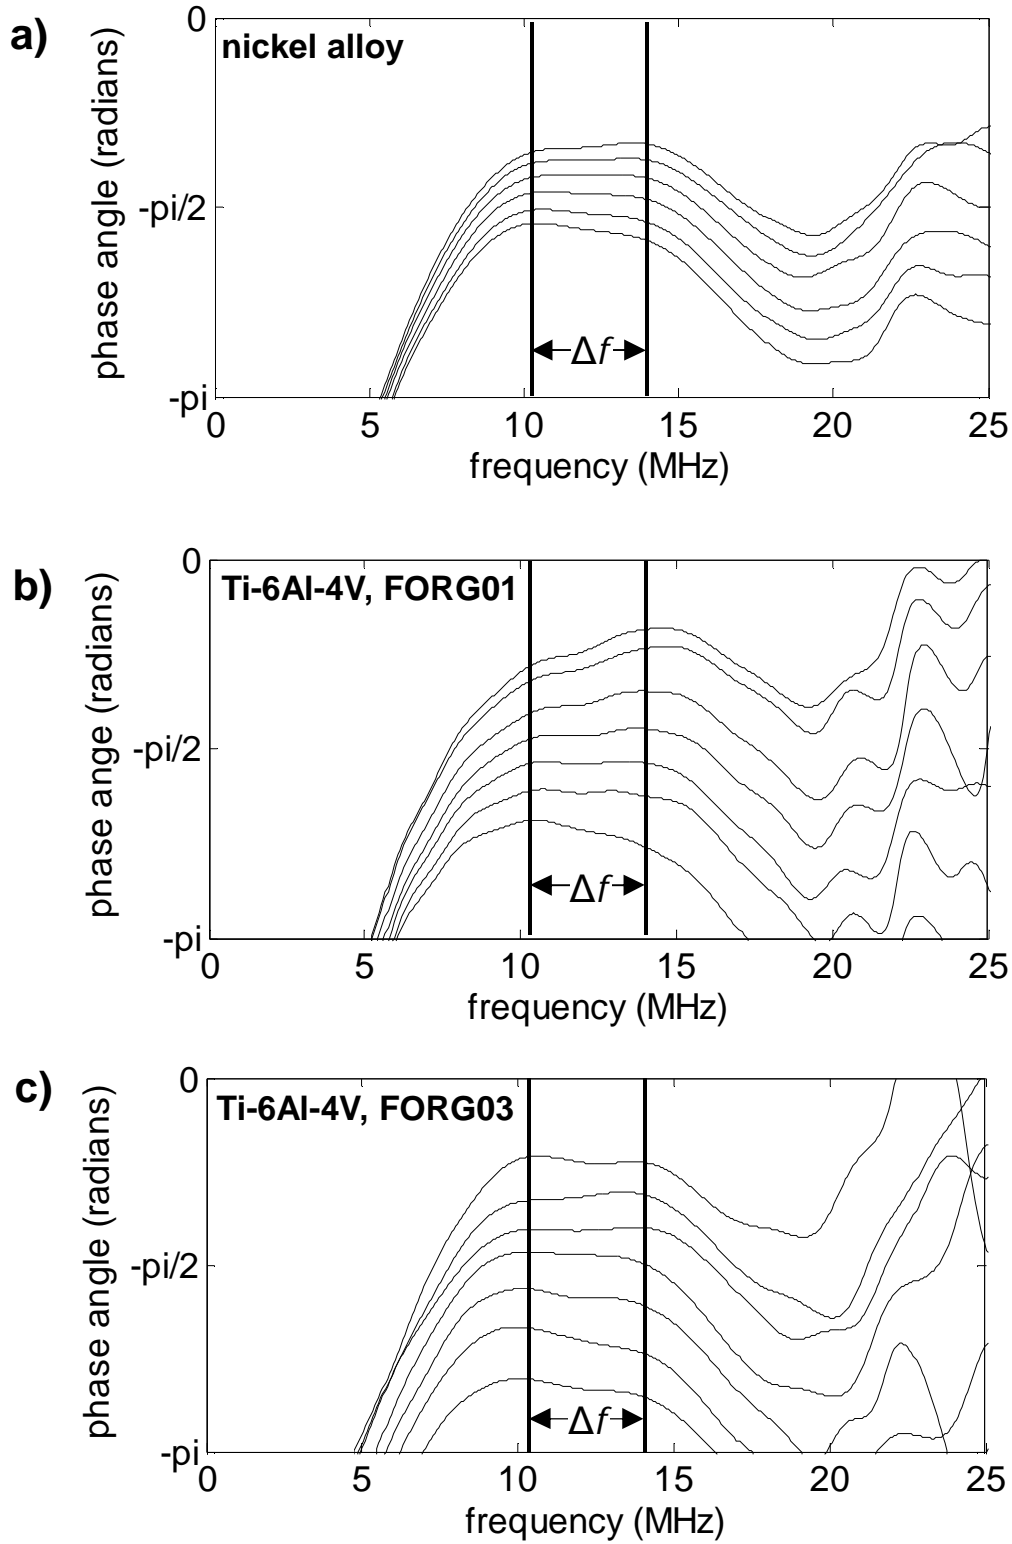 a)
nickel alloy
phase angle (radians)
0
-pi/2
-pi
Δf
0 5 10 15 20 25
frequency (MHz)
b)
Ti-6Al-4V, FORG01
phase ange (radians)
0
-pi/2
-pi
Δf
0 5 10 15 20 25
frequency (MHz)
c)
Ti-6Al-4V, FORG03
phase angle (radians)
0
-pi/2
-pi
Δf
0 5 10 15 20 25
frequency (MHz)